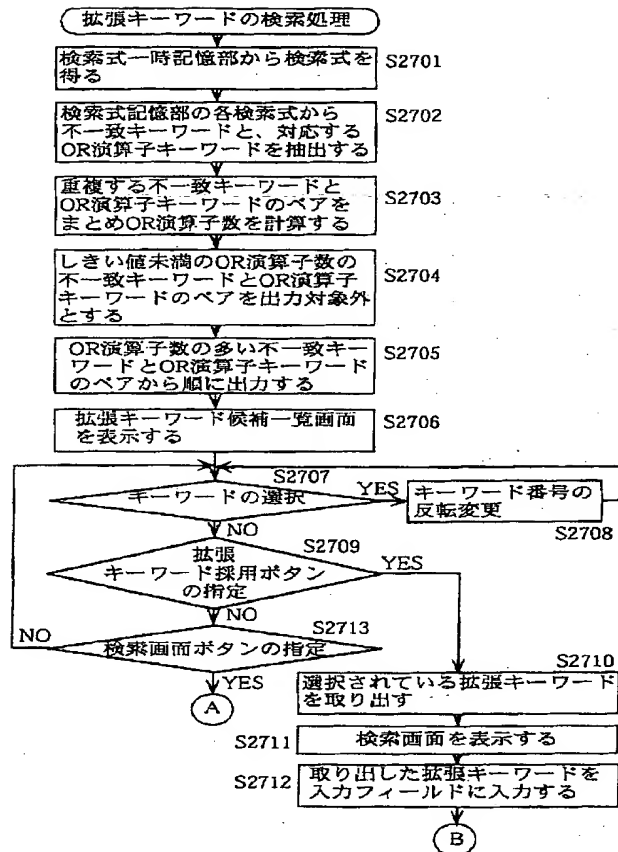 拡張キーワードの検索処理
検索式一時記憶部から検索式を
得る
S2701
検索式記憶部の各検索式から
不一致キーワードと、対応する
OR演算子キーワードを抽出する
S2702
重複する不一致キーワードと
OR演算子キーワードのペアを
まとめOR演算子数を計算する
S2703
しきい値未満のOR演算子数の
不一致キーワードとOR演算子
キーワードのペアを出力対象外
とする
S2704
OR演算子数の多い不一致キー
ワードとOR演算子キーワード
のペアから順に出力する
S2705
拡張キーワード候補一覧画面
を表示する
S2706
S2707
キーワードの選択
YES
キーワード番号の
反転変更
S2708
NO
S2709
拡張
キーワード採用ボタン
の指定
YES
NO
S2713
NO
検索画面ボタンの指定
YES
A
S2710
選択されている拡張キーワード
を取り出す
S2711
検索画面を表示する
S2712
取り出した拡張キーワードを
入力フィールドに入力する
B